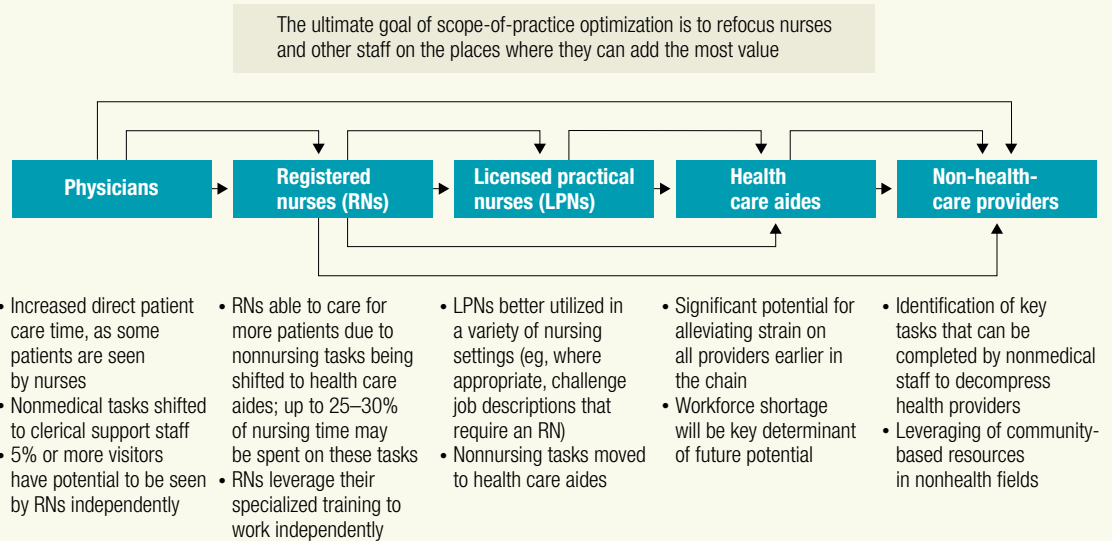 The ultimate goal of scope-of-practice optimization is to refocus nurses
and other staff on the places where they can add the most value
Physicians
Registered
nurses (RNs)
Licensed practical
nurses (LPNs)
Health
care aides
Non-health-
care providers
• Increased direct patient
care time, as some
patients are seen
by nurses
• Nonmedical tasks shifted
to clerical support staff
• 5% or more visitors
have potential to be seen
by RNs independently
• RNs able to care for
more patients due to
nonnursing tasks being
shifted to health care
aides; up to 25–30%
of nursing time may
be spent on these tasks
• RNs leverage their
specialized training to
work independently
• LPNs better utilized in
a variety of nursing
settings (eg, where
appropriate, challenge
job descriptions that
require an RN)
• Nonnursing tasks moved
to health care aides
• Significant potential for
alleviating strain on
all providers earlier in
the chain
• Workforce shortage
will be key determinant
of future potential
• Identification of key
tasks that can be
completed by nonmedical
staff to decompress
health providers
• Leveraging of community-
based resources
in nonhealth fields